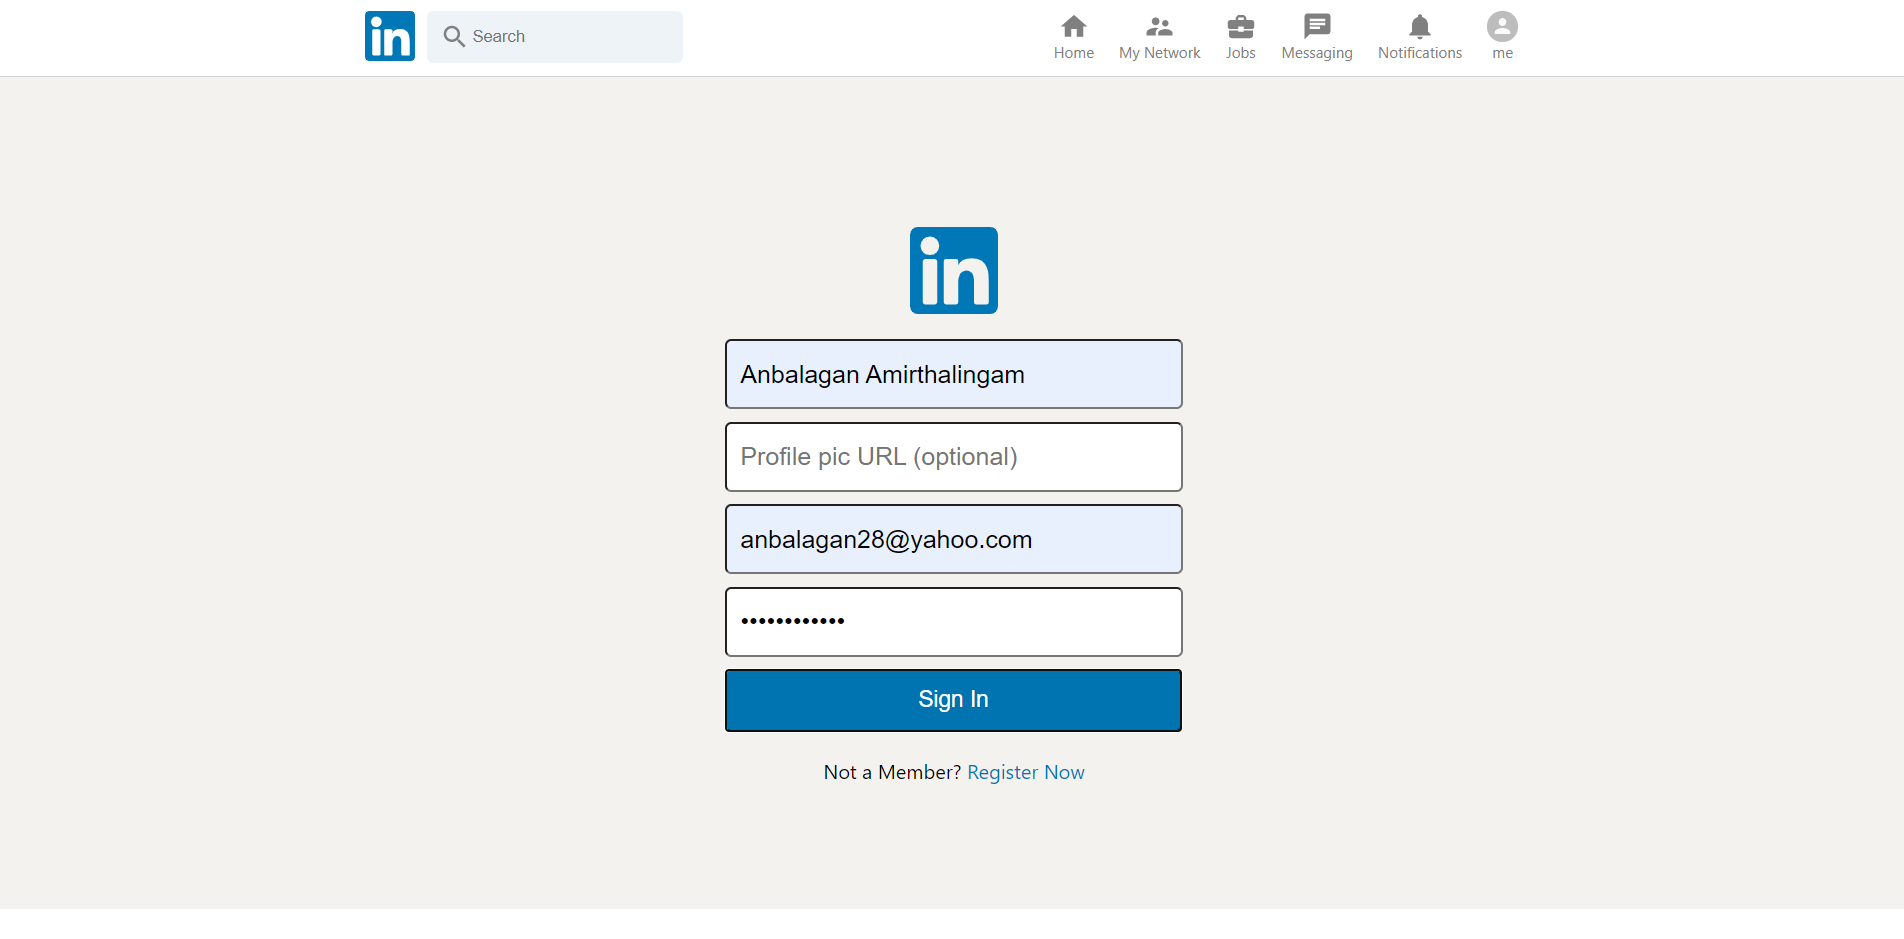 in
Search
Home
My Network
Jobs
Messaging
Notifications
me
in
Anbalagan Amirthalingam
Profile pic URL (optional)
anbalagan28@yahoo.com
••••••••••••
Sign In
Not a Member? Register Now